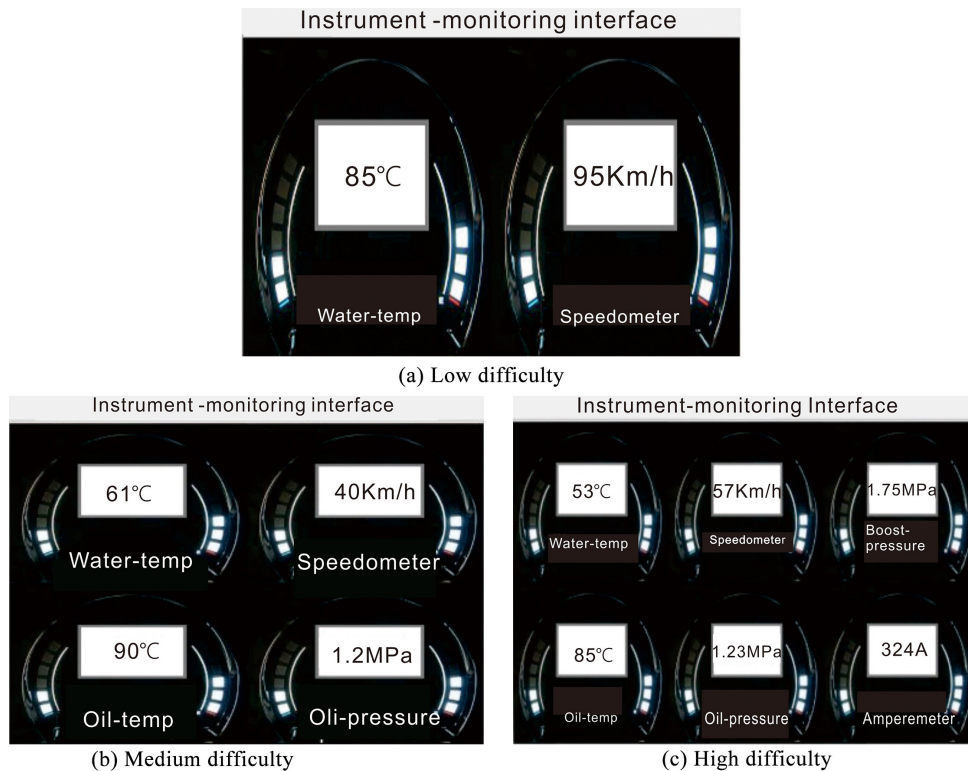 Instrument -monitoring interface
85℃
95Km/h
Water-temp
Speedometer
(a) Low difficulty
Instrument -monitoring interface
61℃
40Km/h
Water-temp
Speedometer
90℃
1.2MPa
Oil-temp
Oli-pressure
(b) Medium difficulty
Instrument-monitoring Interface
53℃
57Km/h
1.75MPa
Water-temp
Speedometer
Boost-
pressure
85℃
1.23MPa
324A
Oil-temp
Oil-pressure
Amperemeter
(c) High difficulty